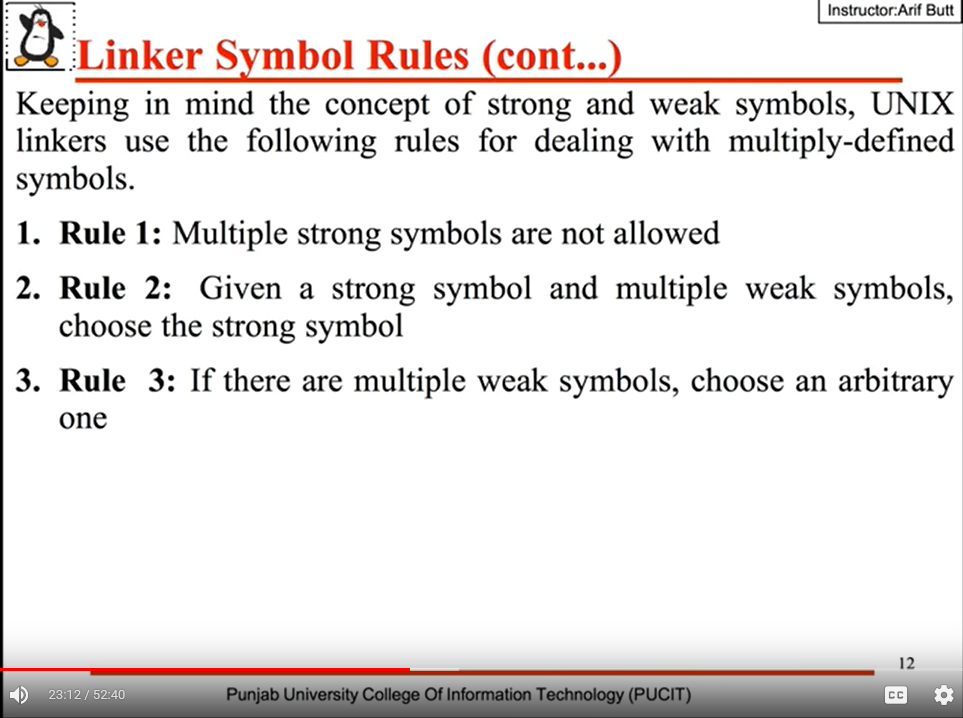 Instructor:Arif Butt
Linker Symbol Rules (cont...)
Keeping in mind the concept of strong and weak symbols, UNIX
linkers use the following rules for dealing with multiply-defined
symbols.
1. Rule 1: Multiple strong symbols are not allowed
2. Rule 2: Given a strong symbol and multiple weak symbols,
choose the strong symbol
3. Rule 3: If there are multiple weak symbols, choose an arbitrary
one
12
23:12 / 52:40
Punjab University College Of Information Technology (PUCIT)
CC